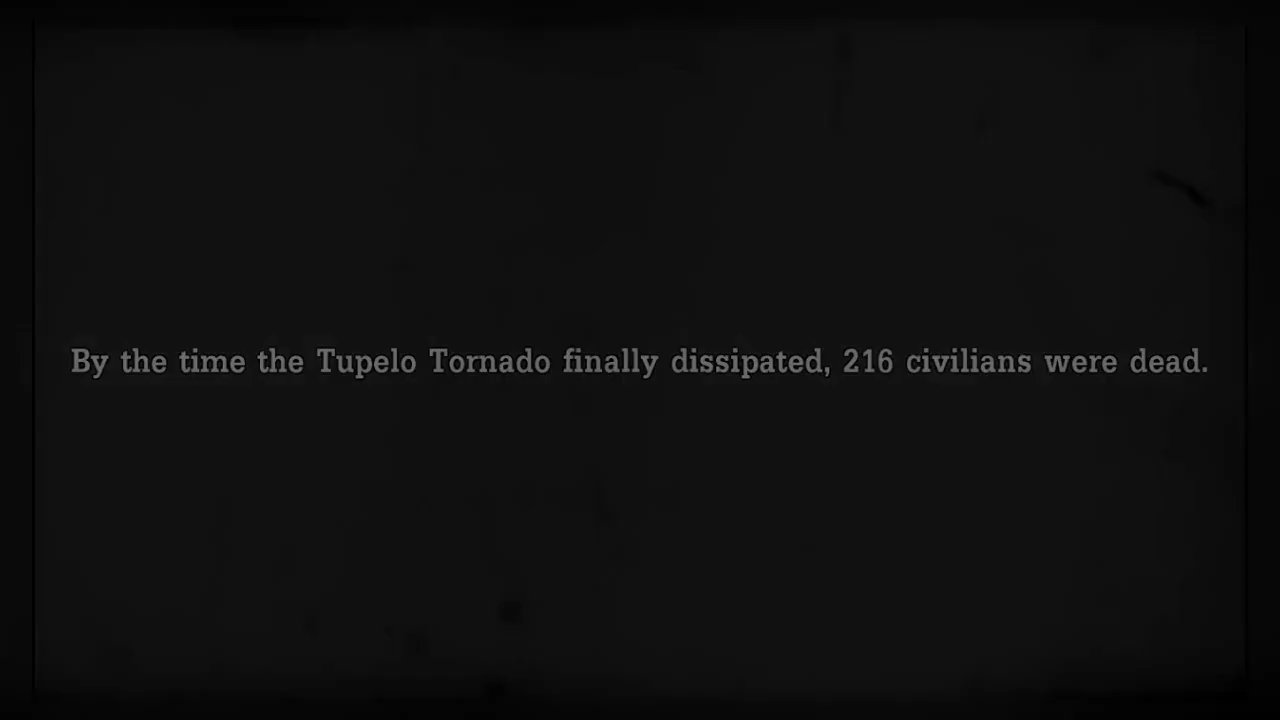 By the time the Tupelo Tornado finally dissipated, 216 civilians were dead.